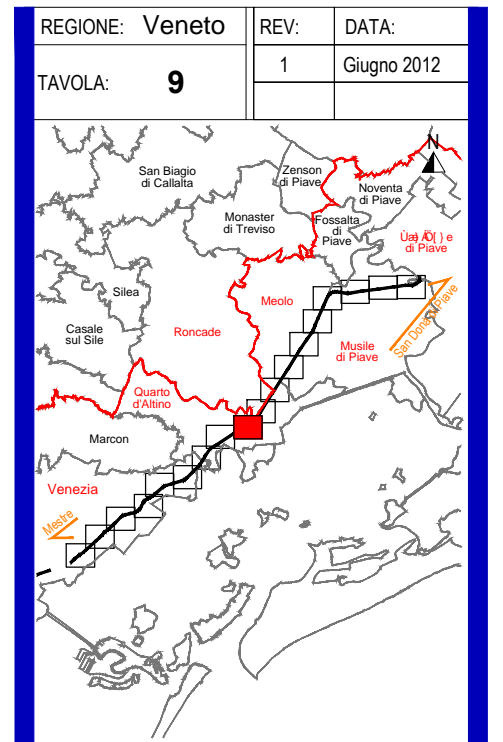 REGIONE: Veneto
REV:
DATA:
TAVOLA: 9
1
Giugno 2012
N
San Biagio
di Callalta
Zenson
di Piave
Noventa
di Piave
Monaster
di Treviso
Fossalta
di
Piave
di Piave
Silea
Meolo
Casale
sul Sile
Roncade
Musile
di Piave
San Donà di Piave
Quarto
d'Altino
Marcon
Venezia
Mestre